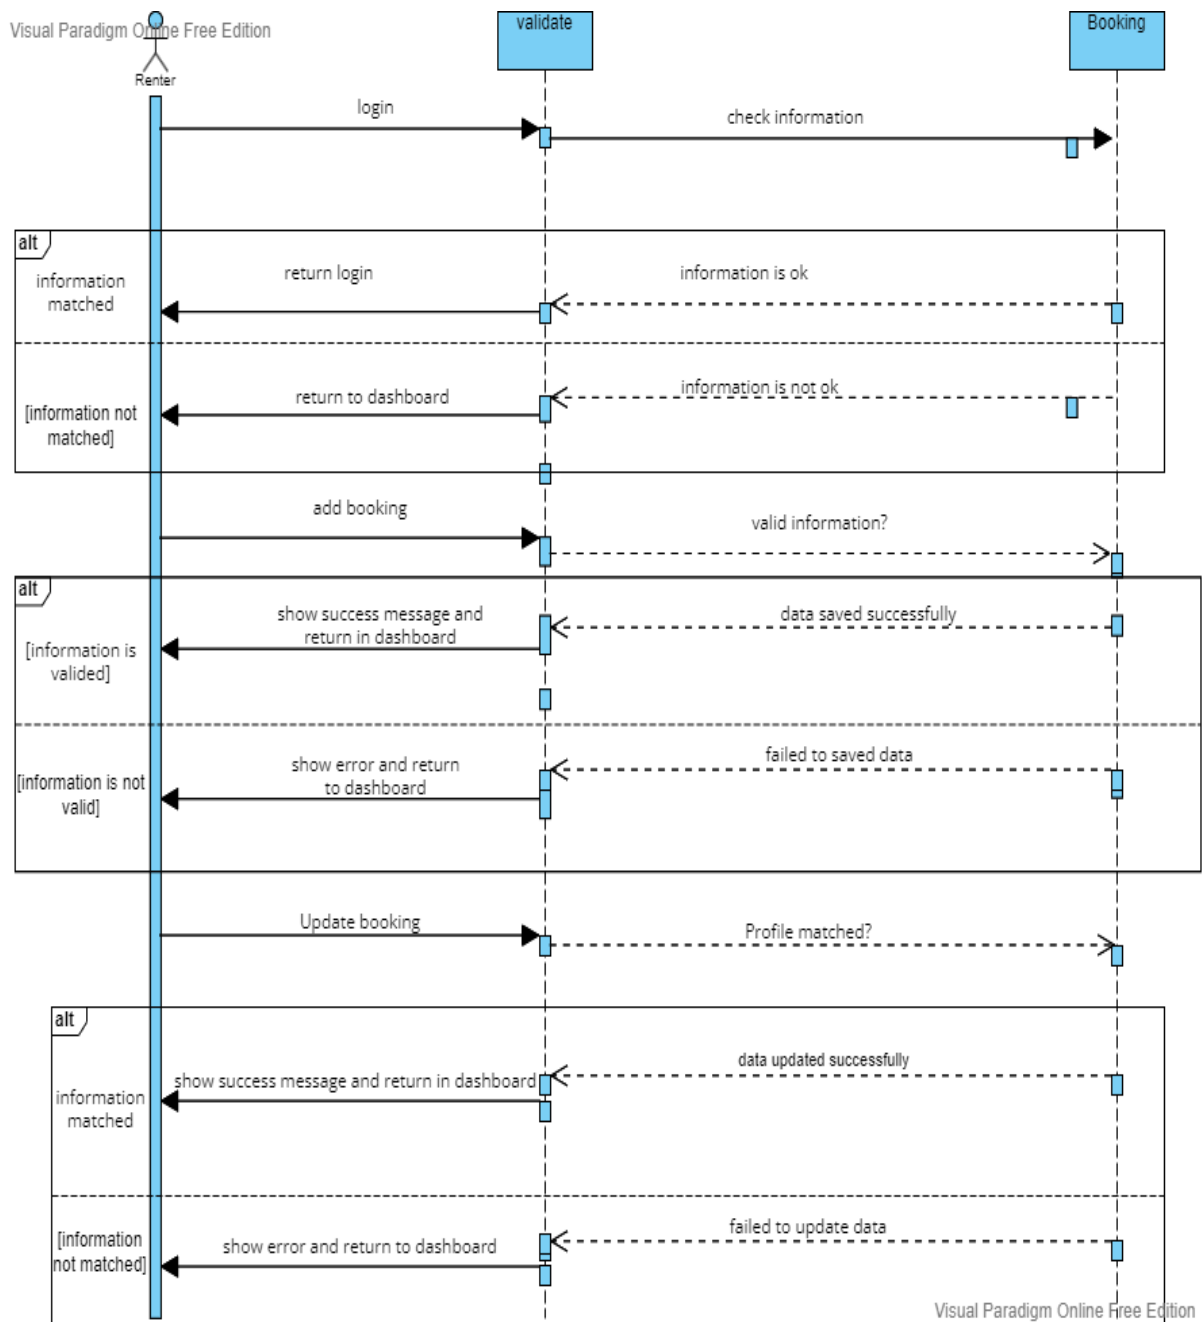 Visual Paradigm Online Free Edition
Renter
validate
Booking
login
check information
alt
information
matched
return login
information is ok
[information not
matched]
return to dashboard
information is not ok
add booking
valid information?
alt
[information is
valided]
show success message and
return in dashboard
data saved successfully
[information is not
valid]
show error and return
to dashboard
failed to saved data
Update booking
Profile matched?
alt
information
matched
show success message and return in dashboard
data updated successfully
[information
not matched]
show error and return to dashboard
failed to update data
Visual Paradigm Online Free Edition